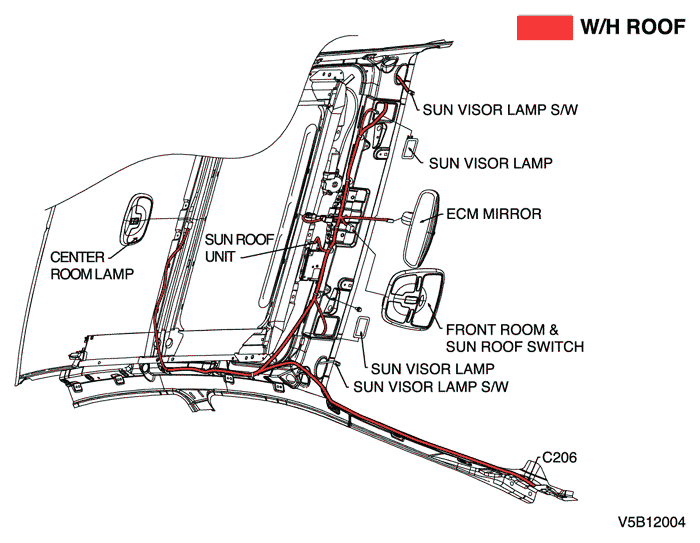 W/H ROOF
SUN VISOR LAMP S/W
SUN VISOR LAMP
ECM MIRROR
SUN ROOF
UNIT
CENTER
ROOM LAMP
FRONT ROOM &
SUN ROOF SWITCH
SUN VISOR LAMP
SUN VISOR LAMP S/W
C206
V5B12004